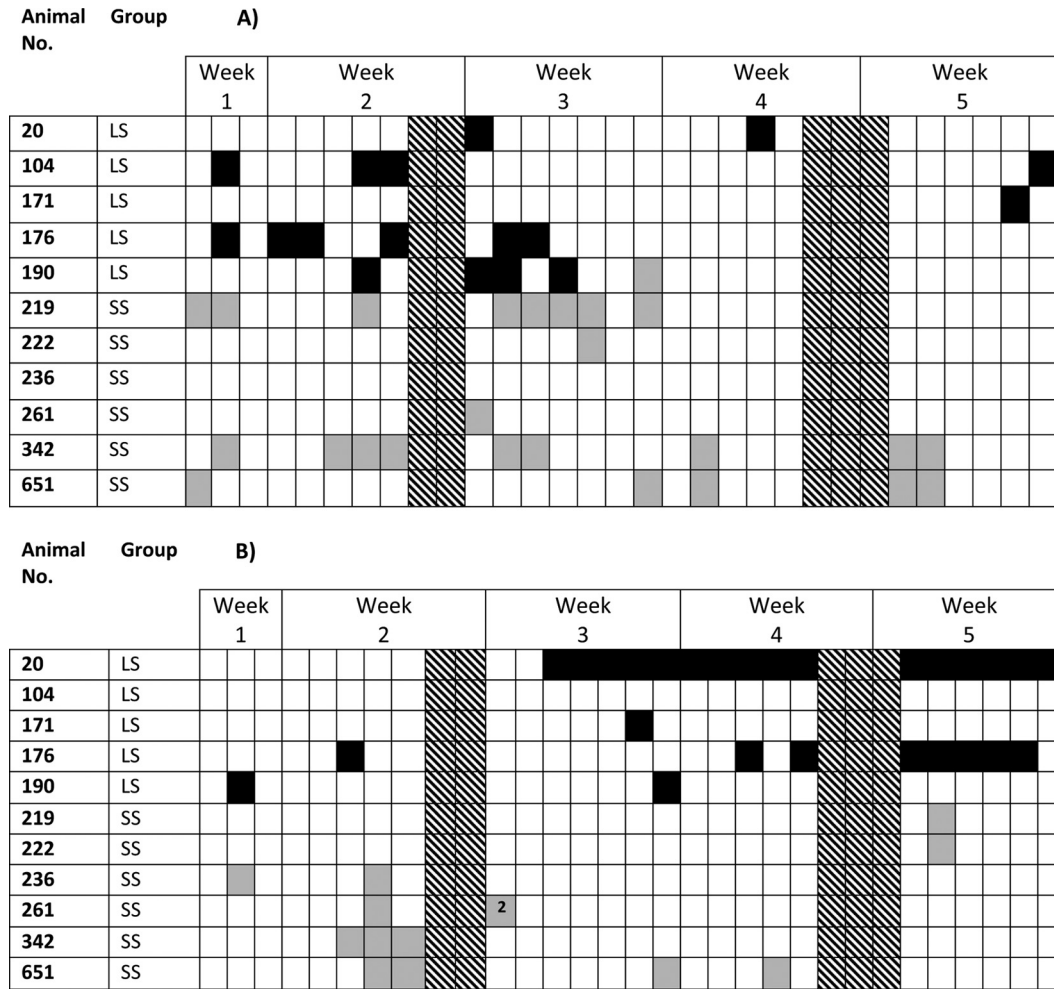 Animal Group A)
No.
Week Week Week Week Week
1 2 3 4 5
20 LS
104 LS
171 LS
176 LS
190 LS
219 SS
222 SS
236 SS
261 SS
342 SS
651 SS
Animal Group B)
No.
Week Week Week Week Week
1 2 3 4 5
20 LS
104 LS
171 LS
176 LS
190 LS
219 SS
222 SS
236 SS
261 SS 2
342 SS
651 SS